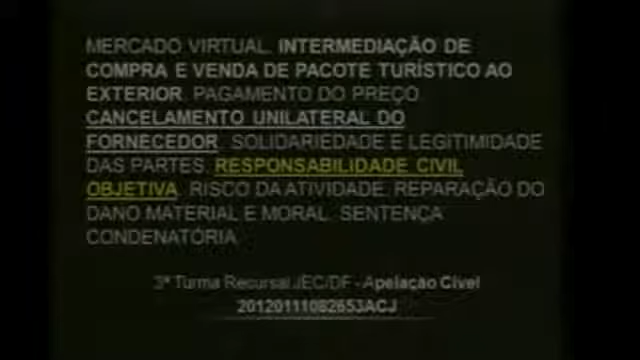 MERCADO VIRTUAL. INTERMEDIAÇÃO DE
COMPRA E VENDA DE PACOTE TURÍSTICO AO
EXTERIOR. PAGAMENTO DO PREÇO.
CANCELAMENTO UNILATERAL DO
FORNECEDOR. SOLIDARIEDADE E LEGITIMIDADE
DAS PARTES. RESPONSABILIDADE CIVIL
OBJETIVA. RISCO DA ATIVIDADE. REPARAÇÃO DO
DANO MATERIAL E MORAL. SENTENÇA
CONDENATÓRIA.
3ª Turma Recursal JEC/DF - Apelação Cível
20120111082653ACJ